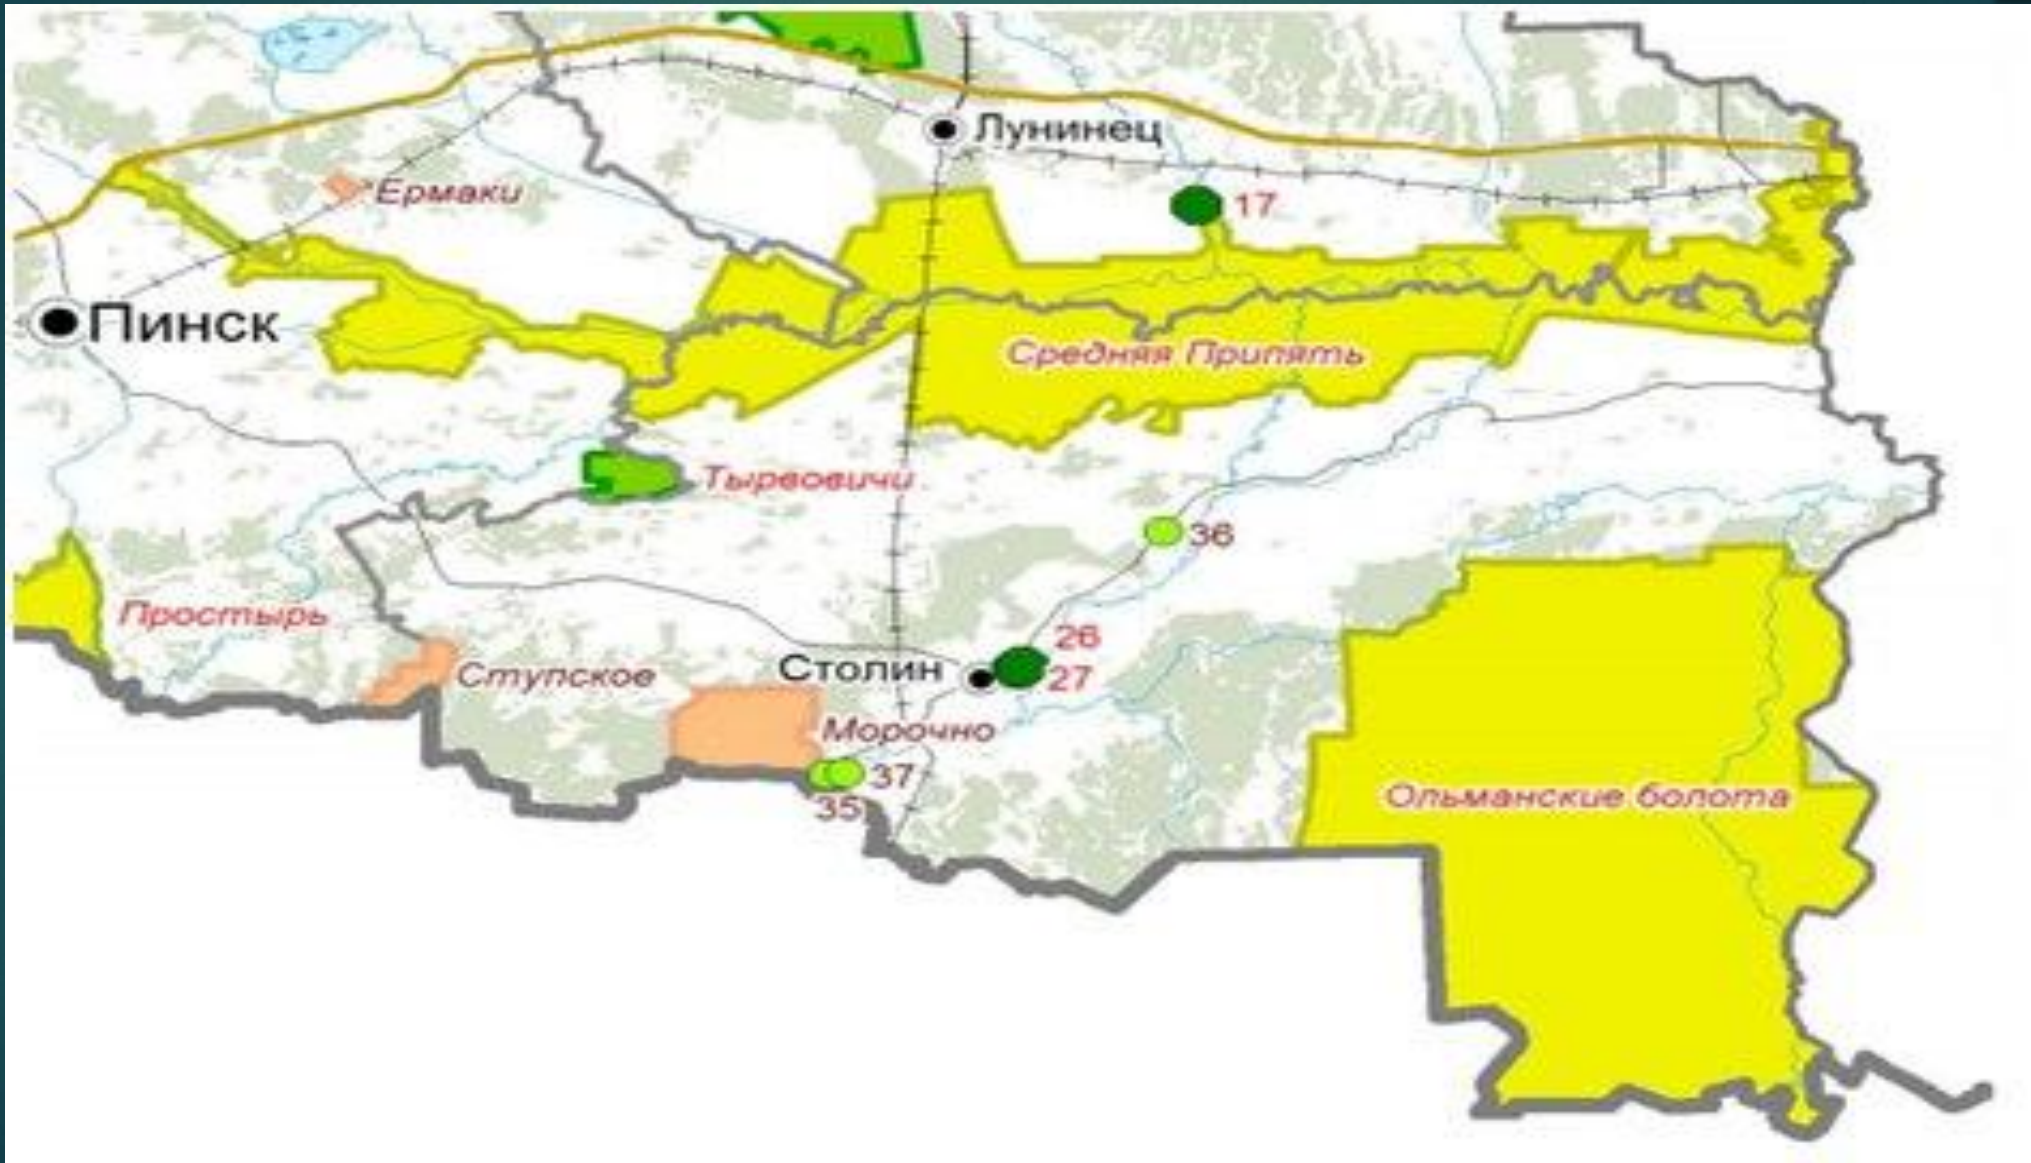 Лунинец
Ермаки
17
Пинск
Средняя Припять
Тырвовичи
36
Простырь
26
Столин
27
Ступское
Морочно
37
35
Ольманские болота